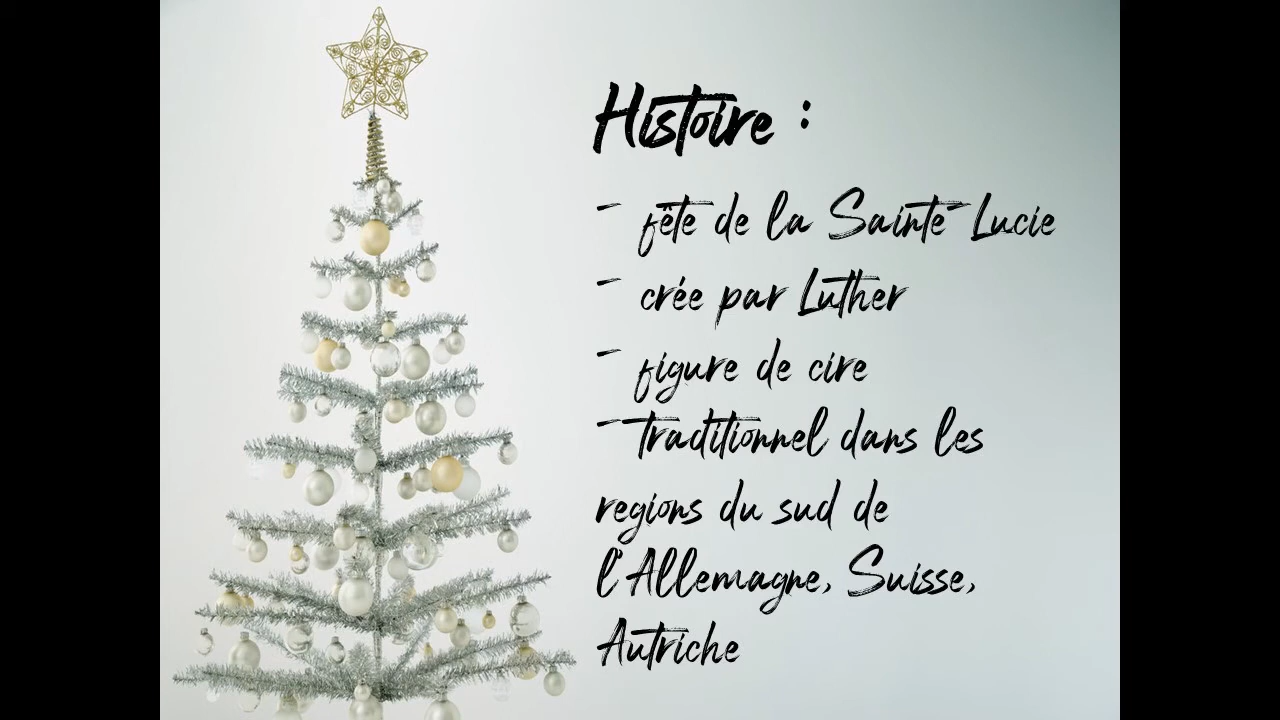 Histoire :
- fête de la Sainte-Lucie
- crée par Luther
- figure de cire
- traditionnel dans les
regions du sud de
l'Allemagne, Suisse,
Autriche